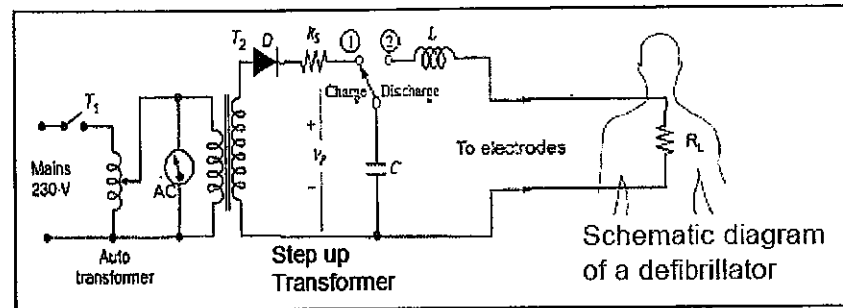 T₂ D Rs ① ② L
T₁
Charge Discharge
Mains
230-V
AC
+
Vp
−
C
To electrodes
RL
Auto
transformer
Step up
Transformer
Schematic diagram
of a defibrillator